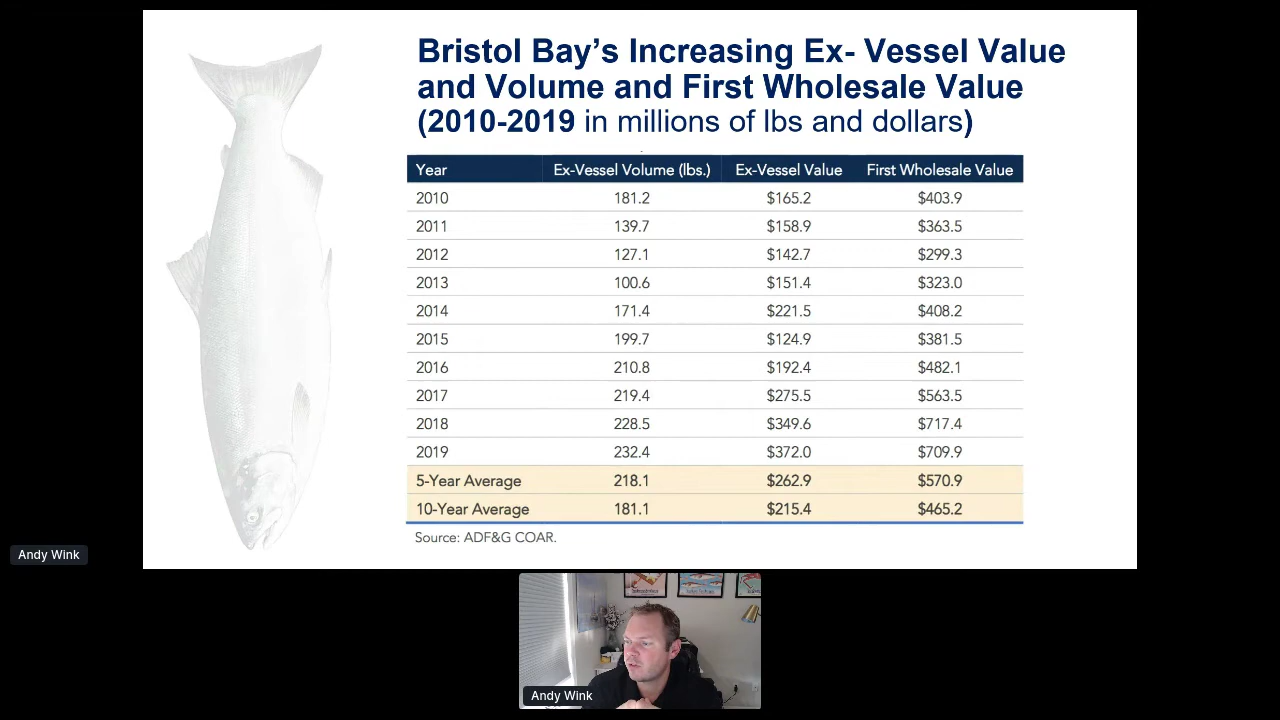 Bristol Bay’s Increasing Ex- Vessel Value
and Volume and First Wholesale Value
(2010-2019 in millions of lbs and dollars)
Year Ex-Vessel Volume (lbs.) Ex-Vessel Value First Wholesale Value
2010 181.2 $165.2 $403.9
2011 139.7 $158.9 $363.5
2012 127.1 $142.7 $299.3
2013 100.6 $151.4 $323.0
2014 171.4 $221.5 $408.2
2015 199.7 $124.9 $381.5
2016 210.8 $192.4 $482.1
2017 219.4 $275.5 $563.5
2018 228.5 $349.6 $717.4
2019 232.4 $372.0 $709.9
5-Year Average 218.1 $262.9 $570.9
10-Year Average 181.1 $215.4 $465.2
Source: ADF&G COAR.
Andy Wink
Andy Wink